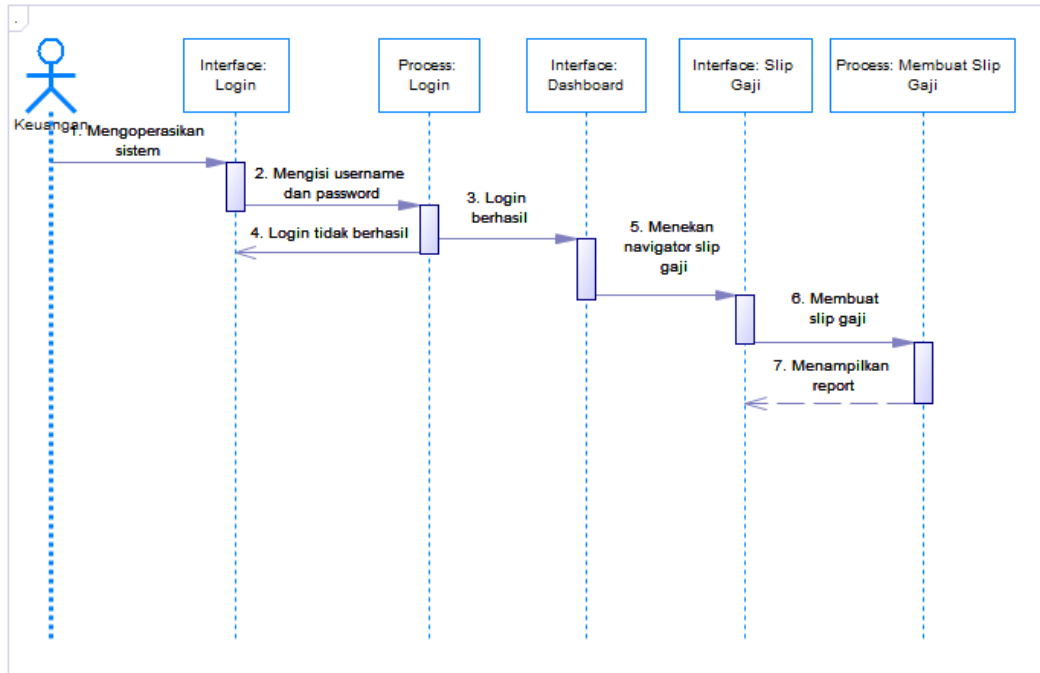 .
Interface:
Login
Process:
Login
Interface:
Dashboard
Interface: Slip
Gaji
Process: Membuat Slip
Gaji
Keuangan
1. Mengoperasikan
sistem
2. Mengisi username
dan password
3. Login
berhasil
4. Login tidak berhasil
5. Menekan
navigator slip
gaji
6. Membuat
slip gaji
7. Menampilkan
report